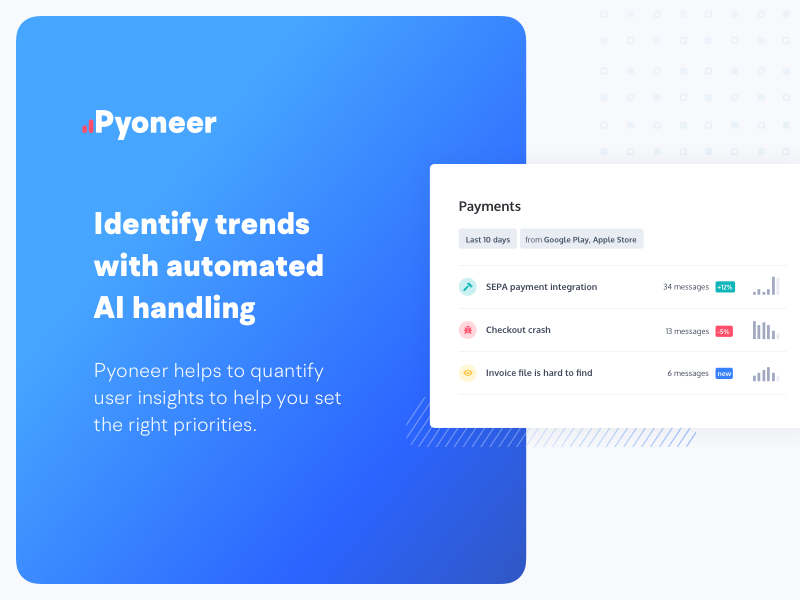 Pyoneer
Identify trends
with automated
AI handling
Pyoneer helps to quantify
user insights to help you set
the right priorities.
Payments
Last 10 days
from Google Play, Apple Store
SEPA payment integration
34 messages
+12%
Checkout crash
13 messages
-5%
Invoice file is hard to find
6 messages
new